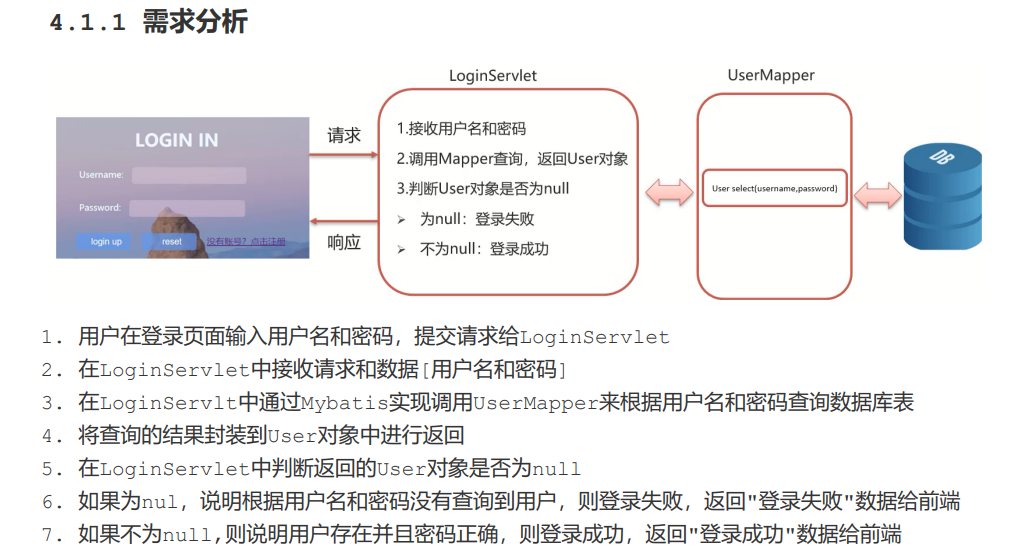 4.1.1 需求分析
LoginServlet
UserMapper
LOGIN IN
Username:
Password:
login up
reset
没有账号？点击注册
请求
响应
1.接收用户名和密码
2.调用Mapper查询，返回User对象
3.判断User对象是否为null
➢ 为null：登录失败
➢ 不为null：登录成功
User select(username,password)
DB
1. 用户在登录页面输入用户名和密码，提交请求给LoginServlet
2. 在LoginServlet中接收请求和数据[用户名和密码]
3. 在LoginServlt中通过Mybatis实现调用UserMapper来根据用户名和密码查询数据库表
4. 将查询的结果封装到User对象中进行返回
5. 在LoginServlet中判断返回的User对象是否为null
6. 如果为nul，说明根据用户名和密码没有查询到用户，则登录失败，返回"登录失败"数据给前端
7. 如果不为null,则说明用户存在并且密码正确，则登录成功，返回"登录成功"数据给前端